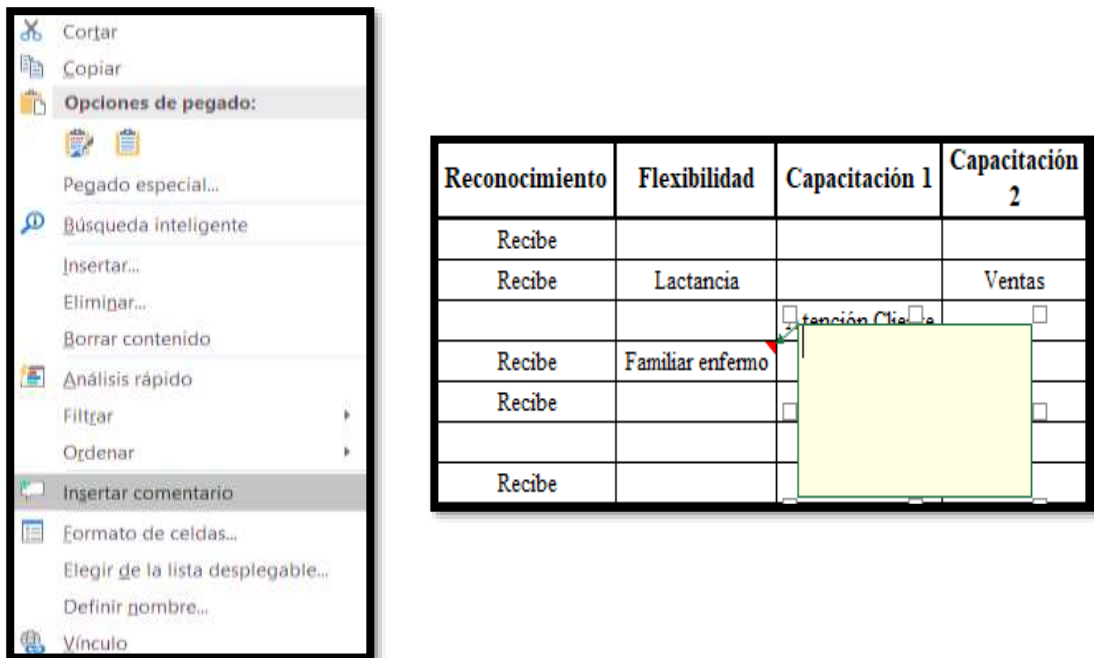 Cortar
Copiar
Opciones de pegado:
Pegado especial...
Búsqueda inteligente
Insertar...
Eliminar...
Borrar contenido
Análisis rápido
Filtrar
Ordenar
Insertar comentario
Formato de celdas...
Elegir de la lista desplegable...
Definir nombre...
Vínculo
Reconocimiento Flexibilidad Capacitación 1 Capacitación 2
Recibe
Recibe Lactancia Ventas
Recibe Familiar enfermo
Recibe
Recibe